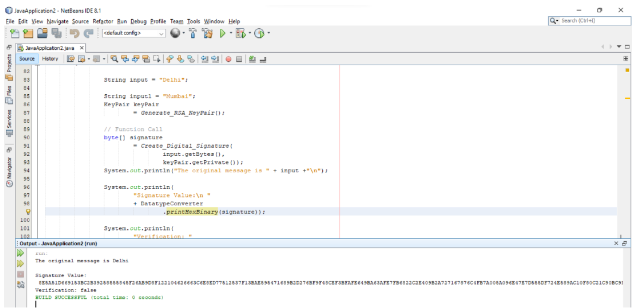 JavaApplication2 - NetBeans IDE 8.1
File Edit View Navigate Source Refactor Run Debug Profile Team Tools Window Help
Search (Ctrl+I)
<default config>
JavaApplication2.java
Source History
Projects
Files
Services
Navigator
82
83 String input = "Delhi";
84
85 String input1 = "Mumbai";
86 KeyPair keyPair
87 = Generate_RSA_KeyPair();
88
89 // Function Call
90 byte[] signature
91 = Create_Digital_Signature(
92 input.getBytes(),
93 keyPair.getPrivate());
94 System.out.println("The original message is " + input +"\n");
95
96 System.out.println(
97 "Signature Value:\n "
98 + DatatypeConverter
.printHexBinary(signature));
100
101 System.out.println(
102 "Verification: "
Output - JavaApplication2 (run)
run:
The original message is Delhi
Signature Value:
Verification: false
BUILD SUCCESSFUL (total time: 0 seconds)